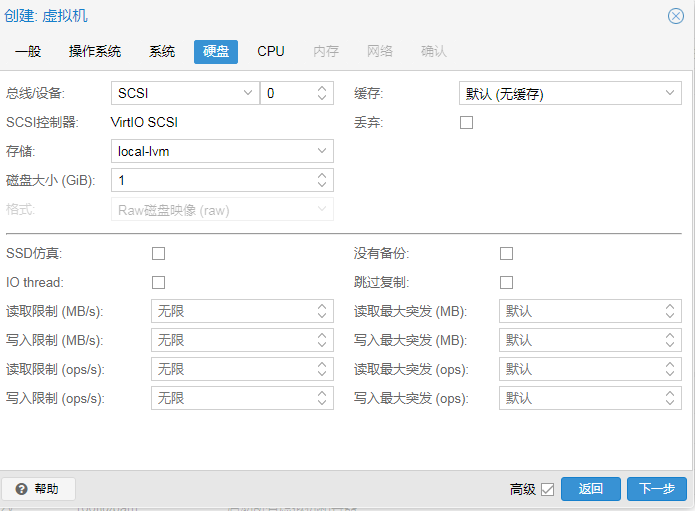 创建: 虚拟机
一般 操作系统 系统 硬盘 CPU 内存 网络 确认
总线/设备: SCSI 0 缓存: 默认 (无缓存)
SCSI控制器: VirtIO SCSI 丢弃:
存储: local-lvm
磁盘大小 (GiB): 1
格式: Raw磁盘映像 (raw)
SSD仿真: 没有备份:
IO thread: 跳过复制:
读取限制 (MB/s): 无限 读取最大突发 (MB): 默认
写入限制 (MB/s): 无限 写入最大突发 (MB): 默认
读取限制 (ops/s): 无限 读取最大突发 (ops): 默认
写入限制 (ops/s): 无限 写入最大突发 (ops): 默认
帮助 高级 返回 下一步